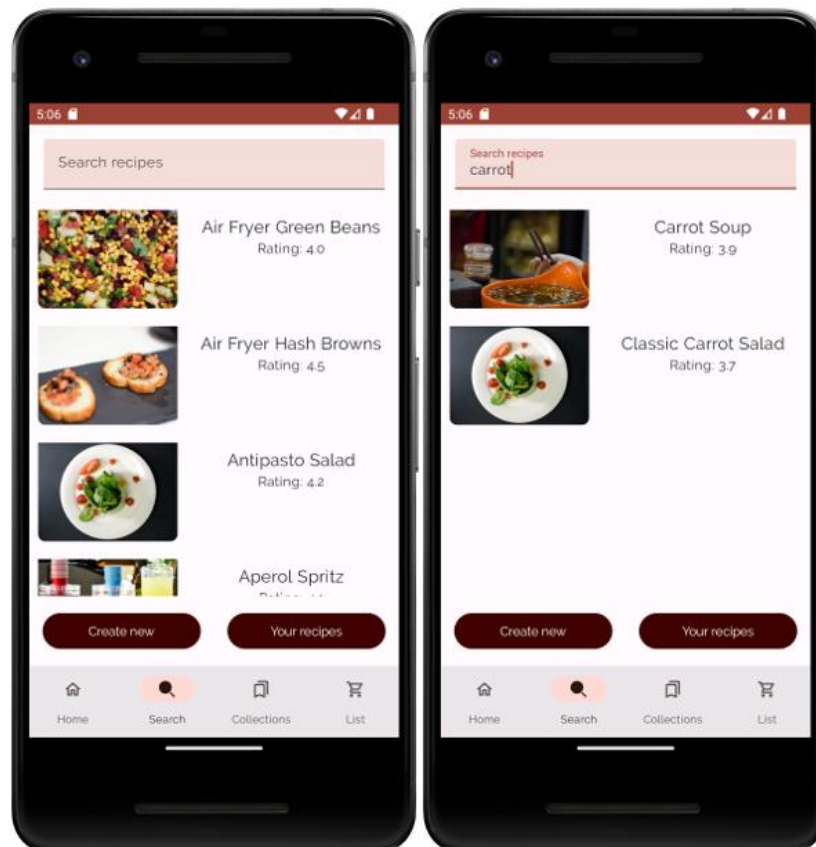 5:06
Search recipes
Air Fryer Green Beans
Rating: 4.0
Air Fryer Hash Browns
Rating: 4.5
Antipasto Salad
Rating: 4.2
Aperol Spritz
Create new
Your recipes
Home
Search
Collections
List
5:06
Search recipes
carrot
Carrot Soup
Rating: 3.9
Classic Carrot Salad
Rating: 3.7
Create new
Your recipes
Home
Search
Collections
List